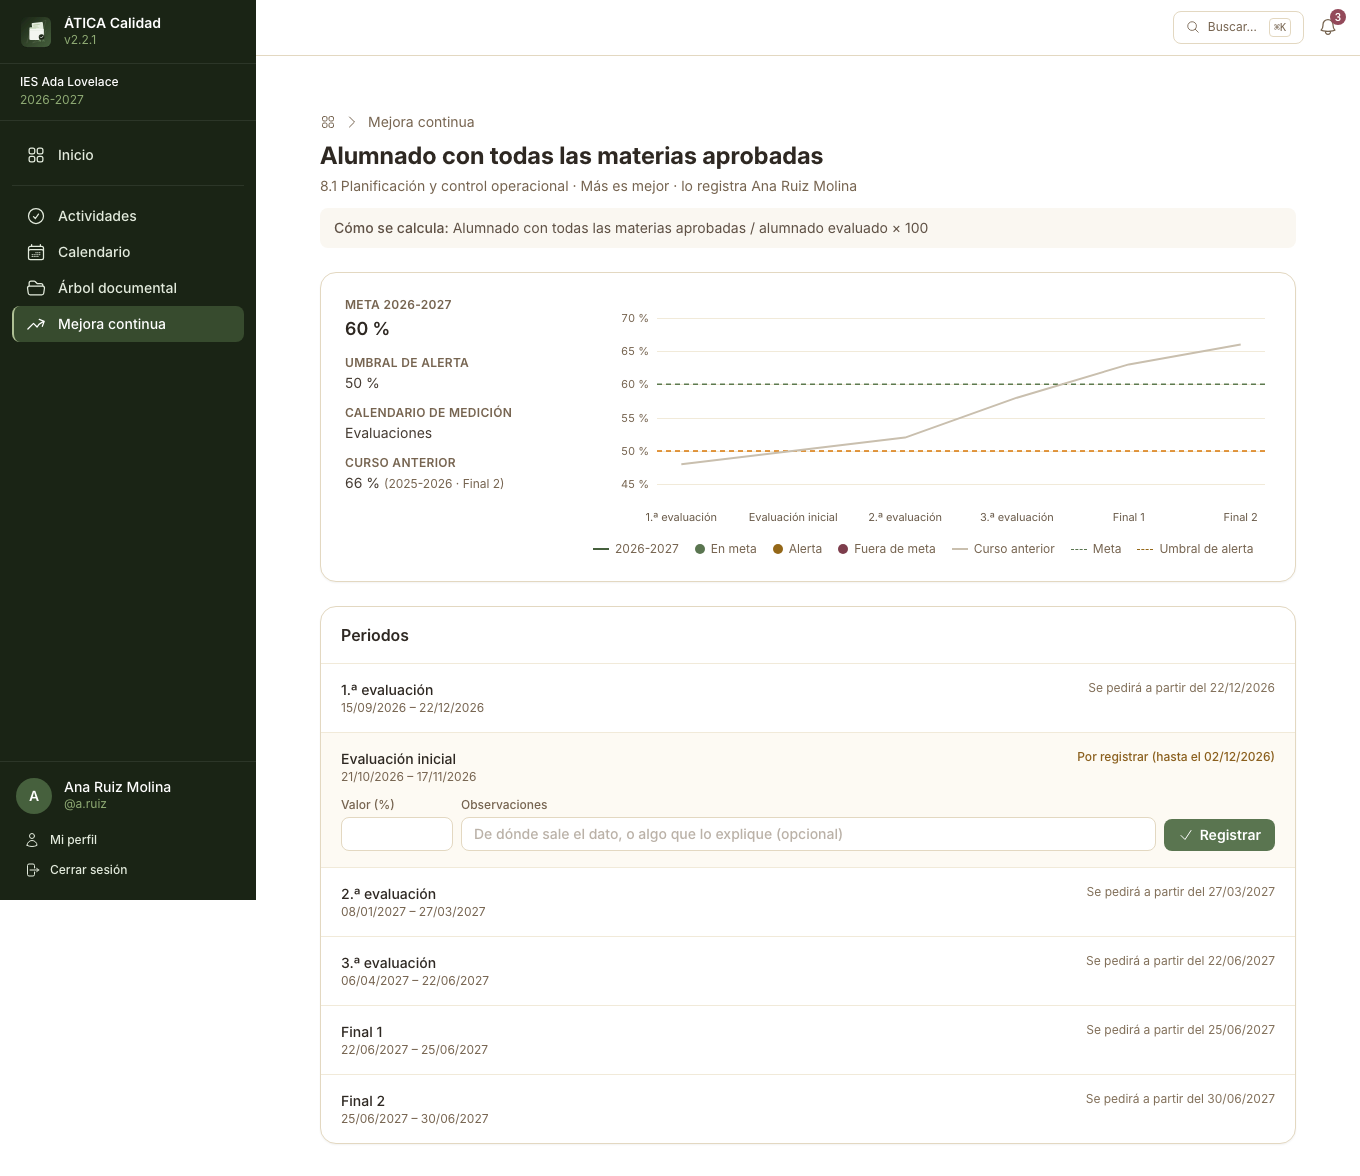 ÁTICA Calidad
v2.2.1
IES Ada Lovelace
2026-2027
Inicio
Actividades
Calendario
Árbol documental
Mejora continua
Ana Ruiz Molina
@a.ruiz
A
Mi perfil
Cerrar sesión
Buscar... ⌘K
3
Mejora continua
Alumnado con todas las materias aprobadas
8.1 Planificación y control operacional · Más es mejor · lo registra Ana Ruiz Molina
Cómo se calcula: Alumnado con todas las materias aprobadas / alumnado evaluado × 100
META 2026-2027
60 %
UMBRAL DE ALERTA
50 %
CALENDARIO DE MEDICIÓN
Evaluaciones
CURSO ANTERIOR
66 % (2025-2026 · Final 2)
70 %
65 %
60 %
55 %
50 %
45 %
1.ª evaluación Evaluación inicial 2.ª evaluación 3.ª evaluación Final 1 Final 2
2026-2027 En meta Alerta Fuera de meta Curso anterior Meta Umbral de alerta
Periodos
1.ª evaluación
15/09/2026 – 22/12/2026
Se pedirá a partir del 22/12/2026
Evaluación inicial
21/10/2026 – 17/11/2026
Por registrar (hasta el 02/12/2026)
Valor (%) Observaciones
De dónde sale el dato, o algo que lo explique (opcional)
Registrar
2.ª evaluación
08/01/2027 – 27/03/2027
Se pedirá a partir del 27/03/2027
3.ª evaluación
06/04/2027 – 22/06/2027
Se pedirá a partir del 22/06/2027
Final 1
22/06/2027 – 25/06/2027
Se pedirá a partir del 25/06/2027
Final 2
25/06/2027 – 30/06/2027
Se pedirá a partir del 30/06/2027